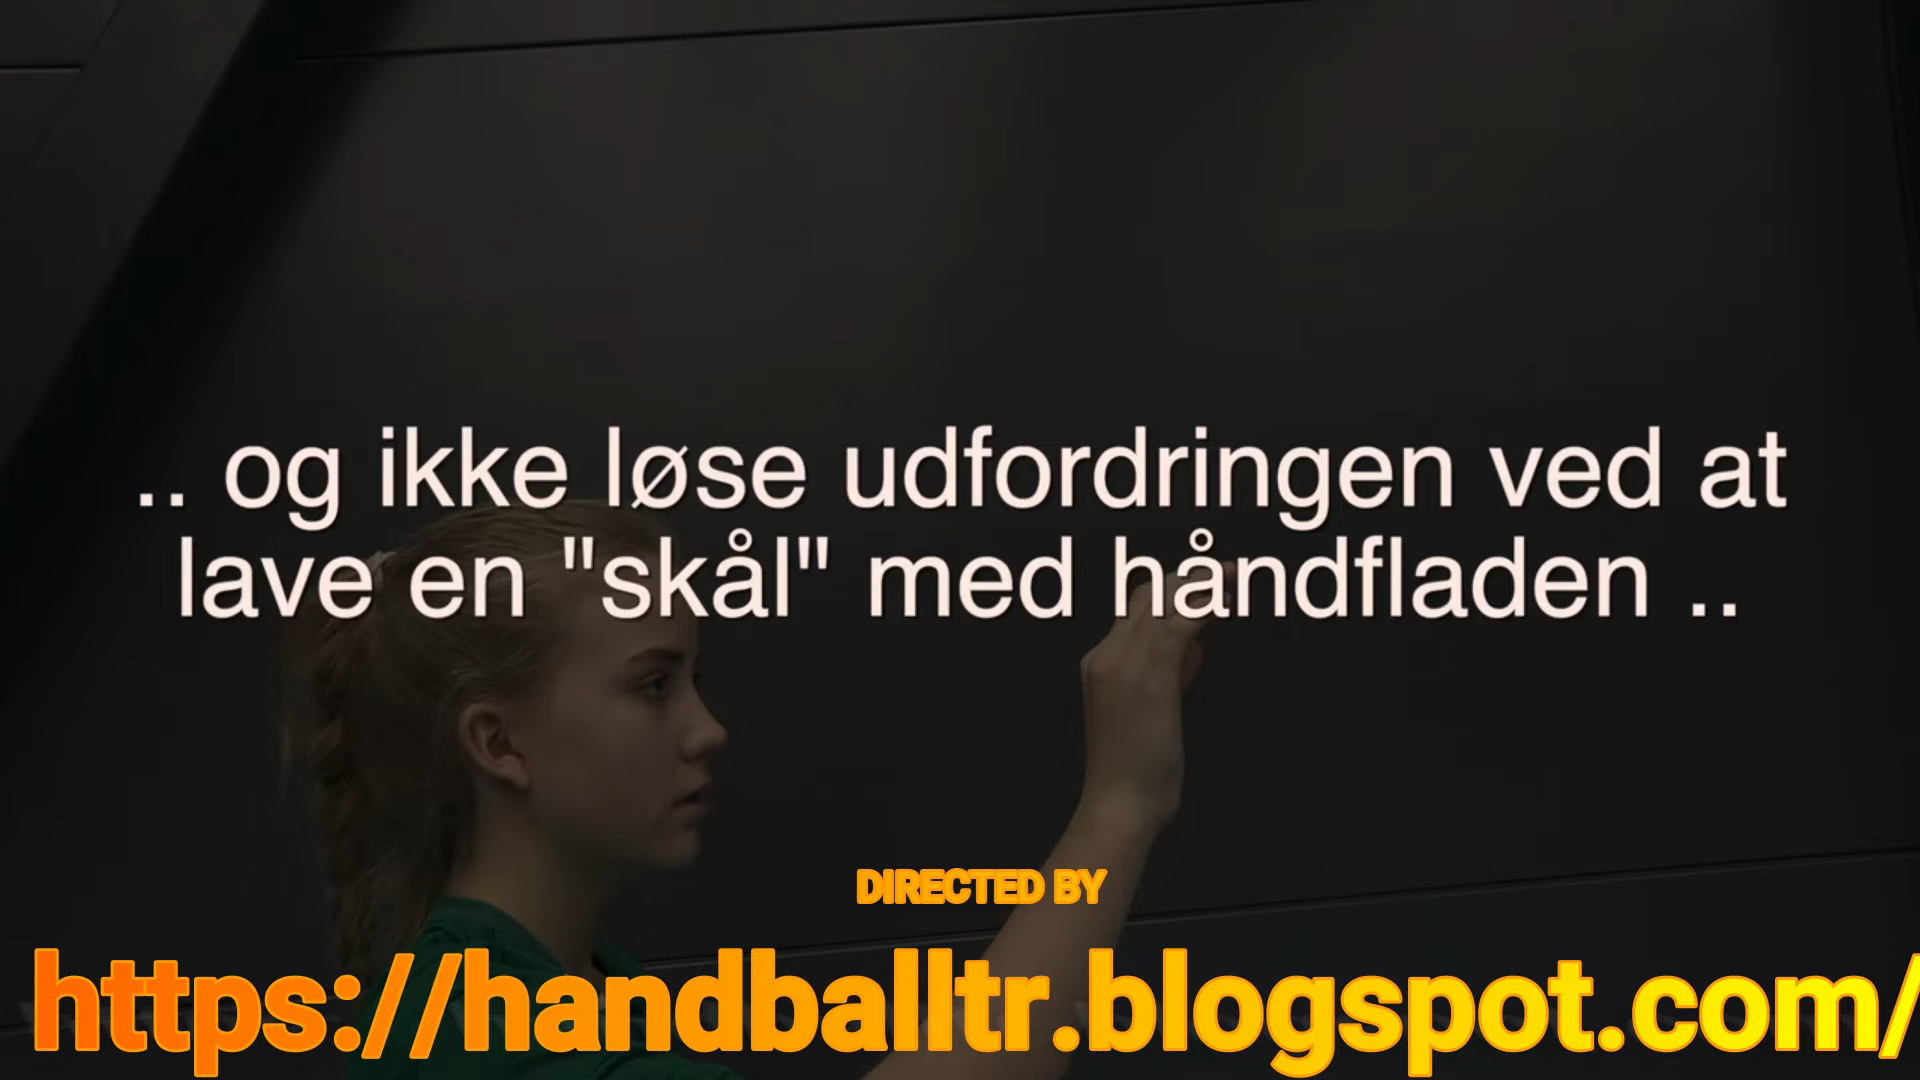 .. og ikke løse udfordringen ved at
lave en "skål" med håndfladen ..
DIRECTED BY
https://handballtr.blogspot.com/